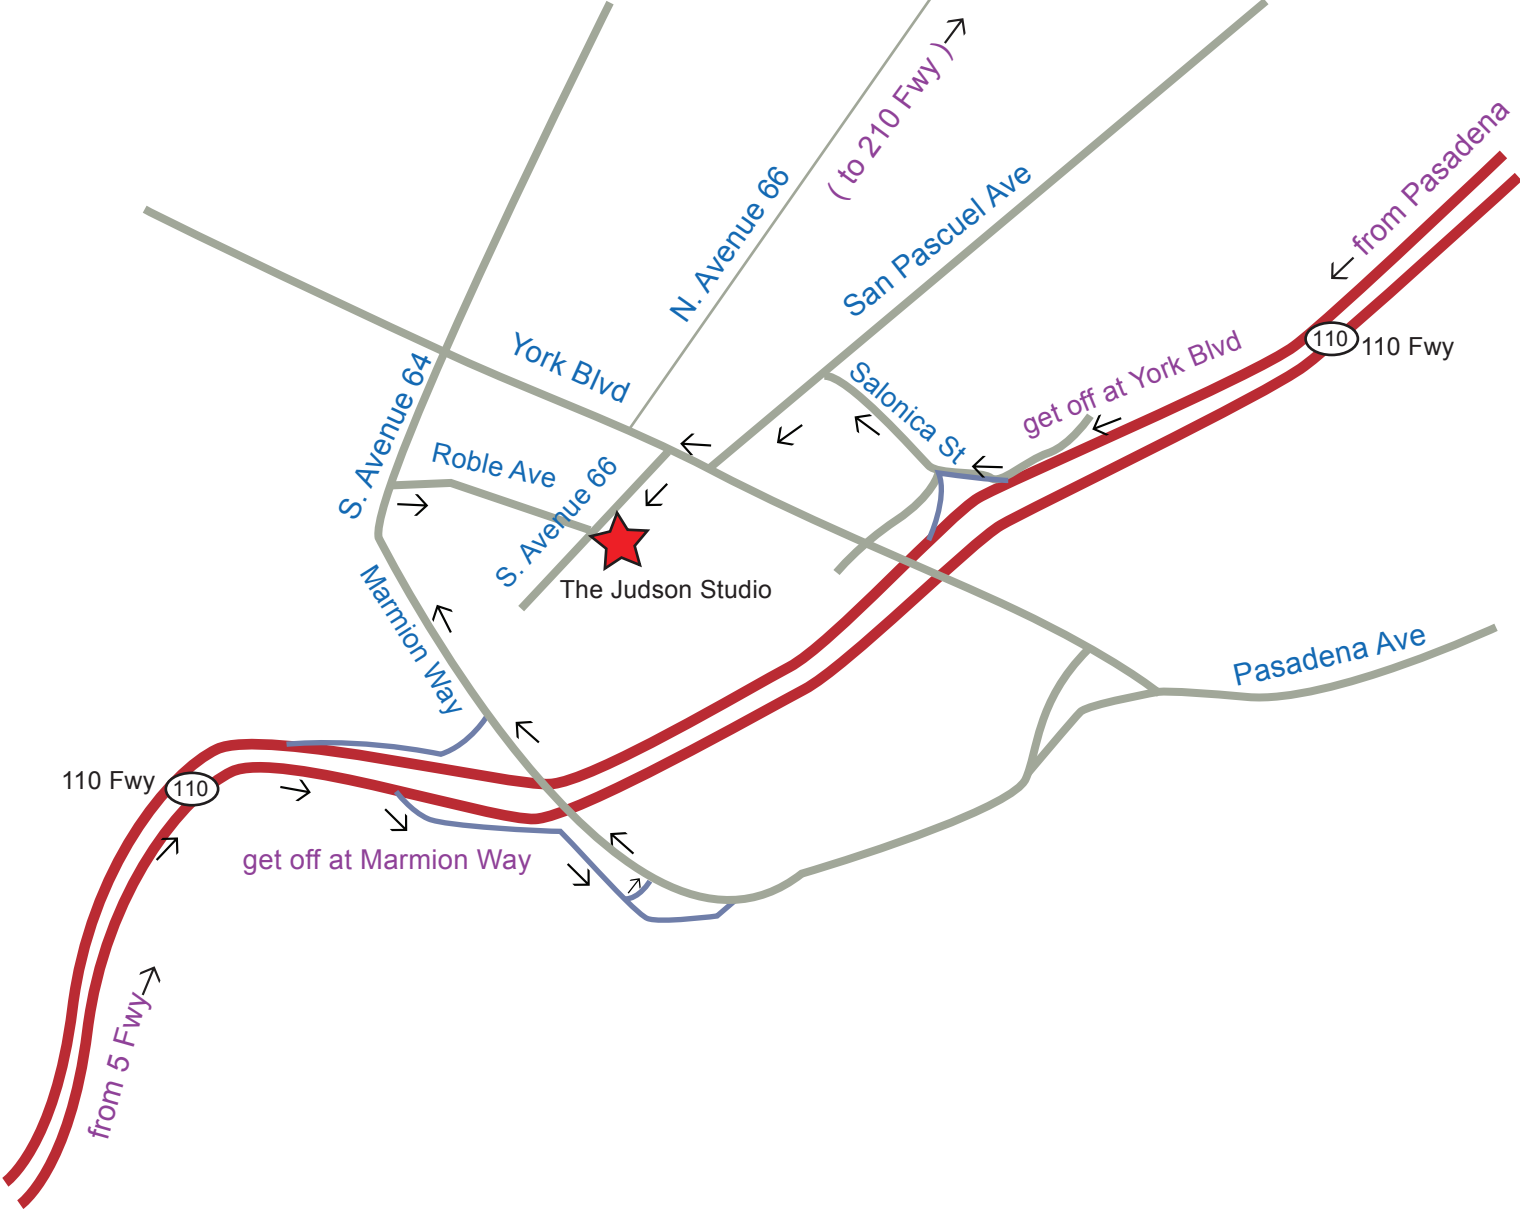 ( to 210 Fwy )
from Pasadena
N. Avenue 66
San Pascuel Ave
110
110 Fwy
get off at York Blvd
York Blvd
Salonica St
S. Avenue 64
Roble Ave
S. Avenue 66
The Judson Studio
Marmion Way
Pasadena Ave
110 Fwy
110
get off at Marmion Way
from 5 Fwy